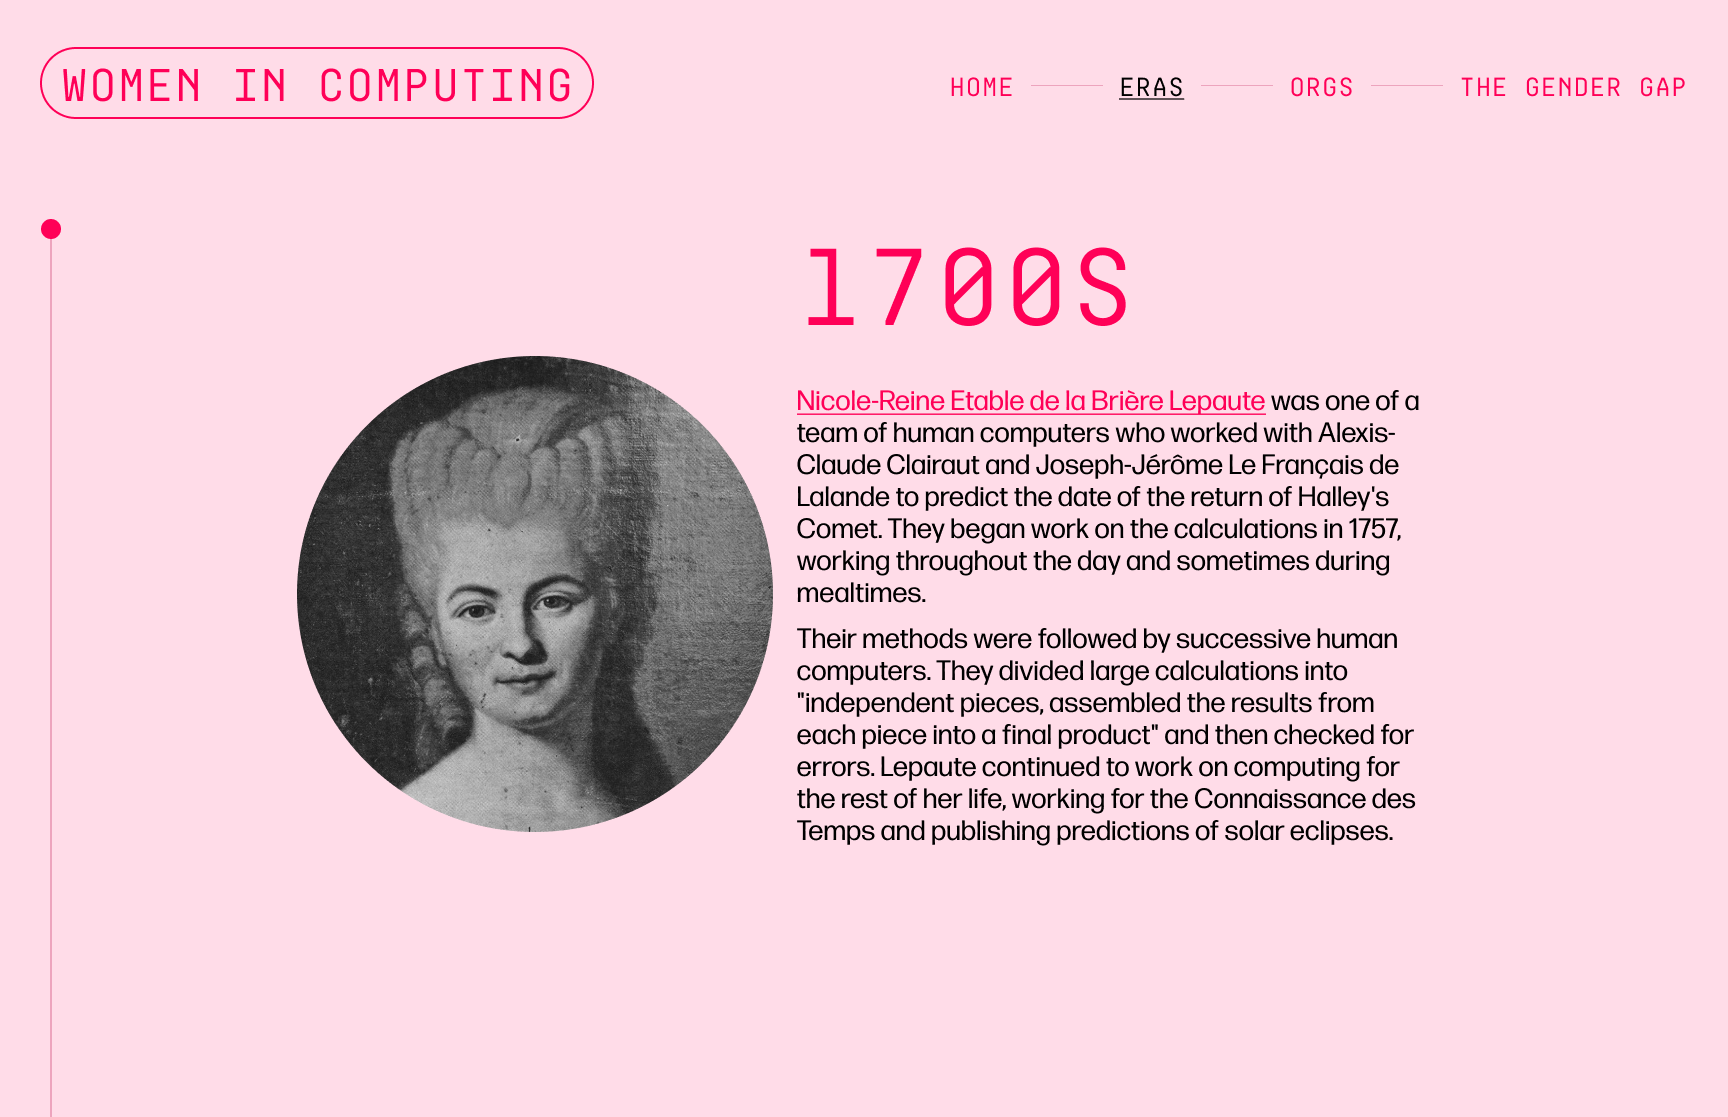 WOMEN IN COMPUTING
HOME
ERAS
ORGS
THE GENDER GAP
1700S
Nicole-Reine Etable de la Brière Lepaute was one of a
team of human computers who worked with Alexis-
Claude Clairaut and Joseph-Jérôme Le Français de
Lalande to predict the date of the return of Halley's
Comet. They began work on the calculations in 1757,
working throughout the day and sometimes during
mealtimes.
Their methods were followed by successive human
computers. They divided large calculations into
"independent pieces, assembled the results from
each piece into a final product" and then checked for
errors. Lepaute continued to work on computing for
the rest of her life, working for the Connaissance des
Temps and publishing predictions of solar eclipses.